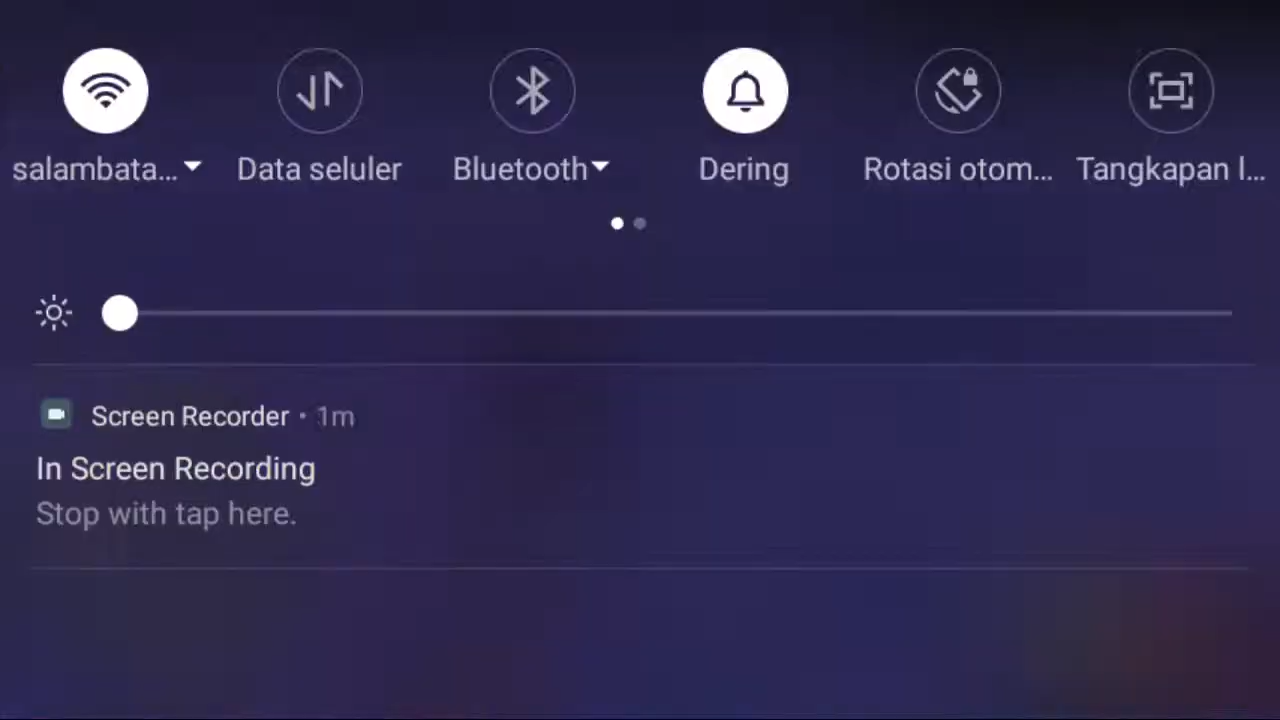 salambata... Data seluler Bluetooth Dering Rotasi otom... Tangkapan l...
Screen Recorder • 1m
In Screen Recording
Stop with tap here.